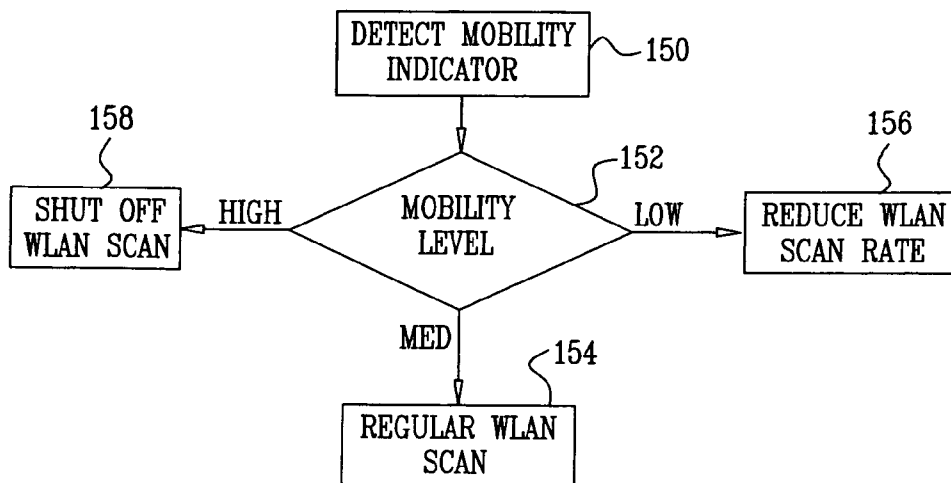 DETECT MOBILITY
INDICATOR
150
158
152
156
SHUT OFF
WLAN SCAN
HIGH
MOBILITY
LEVEL
LOW
REDUCE WLAN
SCAN RATE
MED
154
REGULAR WLAN
SCAN